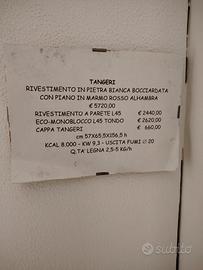 TANGERI
RIVESTIMENTO IN PIETRA BIANCA BOCCIARDATA
CON PIANO IN MARMO ROSSO ALHAMBRA
€ 5720,00
RIVESTIMENTO A PARETE L45 € 2440,00
ECO-MONOBLOCCO L45 TONDO € 2620,00
CAPPA TANGERI € 660,00
cm 57X65,5X156,5 h
KCAL 8.000 - KW 9,3 - USCITA FUMI ∅ 20
Q.TA' LEGNA 2,5-5 KG/h
subito